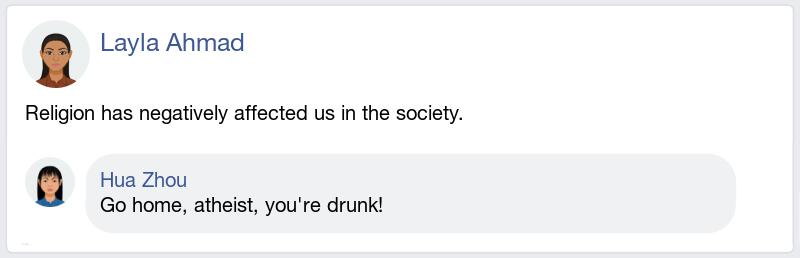 Layla Ahmad
Religion has negatively affected us in the society.
Hua Zhou
Go home, atheist, you're drunk!